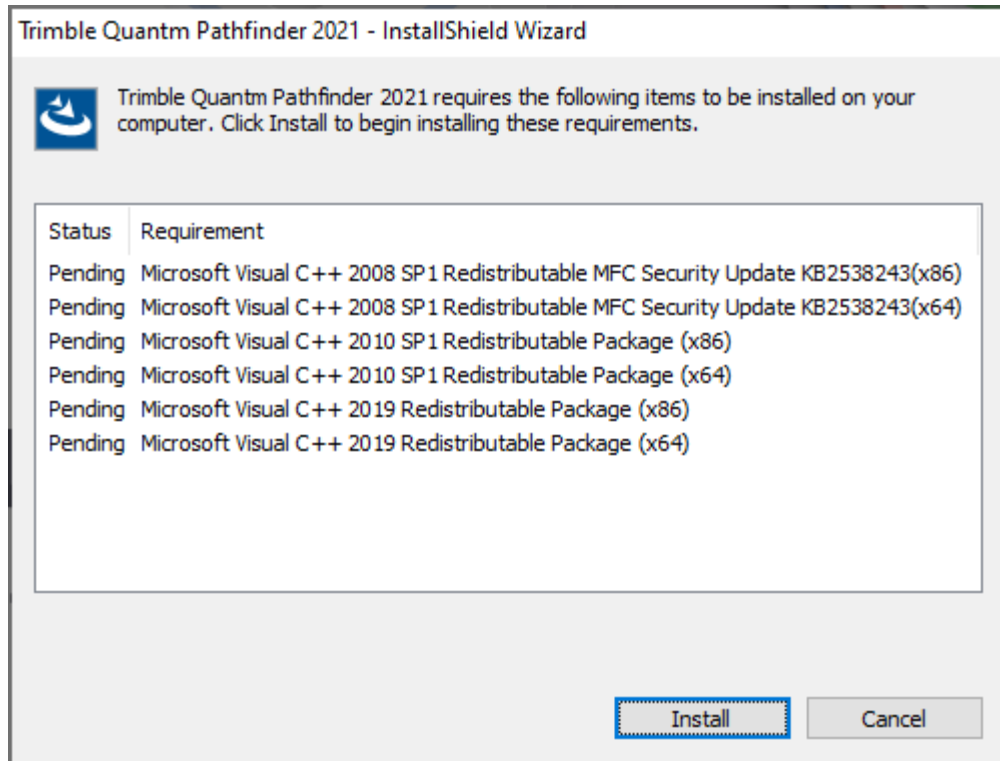 Trimble Quantm Pathfinder 2021 - InstallShield Wizard
Trimble Quantm Pathfinder 2021 requires the following items to be installed on your
computer. Click Install to begin installing these requirements.
Status Requirement
Pending Microsoft Visual C++ 2008 SP1 Redistributable MFC Security Update KB2538243(x86)
Pending Microsoft Visual C++ 2008 SP1 Redistributable MFC Security Update KB2538243(x64)
Pending Microsoft Visual C++ 2010 SP1 Redistributable Package (x86)
Pending Microsoft Visual C++ 2010 SP1 Redistributable Package (x64)
Pending Microsoft Visual C++ 2019 Redistributable Package (x86)
Pending Microsoft Visual C++ 2019 Redistributable Package (x64)
Install Cancel